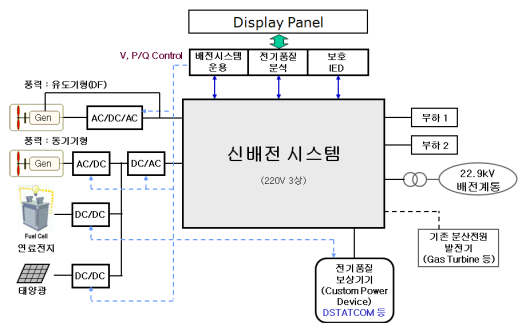 Display Panel
V, P/Q Control
배전시스템
운용
전기품질
분석
보호
IED
풍력 : 유도기형(DF)
Gen
AC/DC/AC
풍력 : 동기기형
Gen
AC/DC
DC/AC
신배전 시스템
(220V 3상)
부하 1
부하 2
22.9kV
배전계통
Fuel Cell
연료전지
DC/DC
태양광
DC/DC
전기품질
보상기기
(Custom Power
Device)
DSTATCOM 등
기존 분산전원
발전기
(Gas Turbine 등)